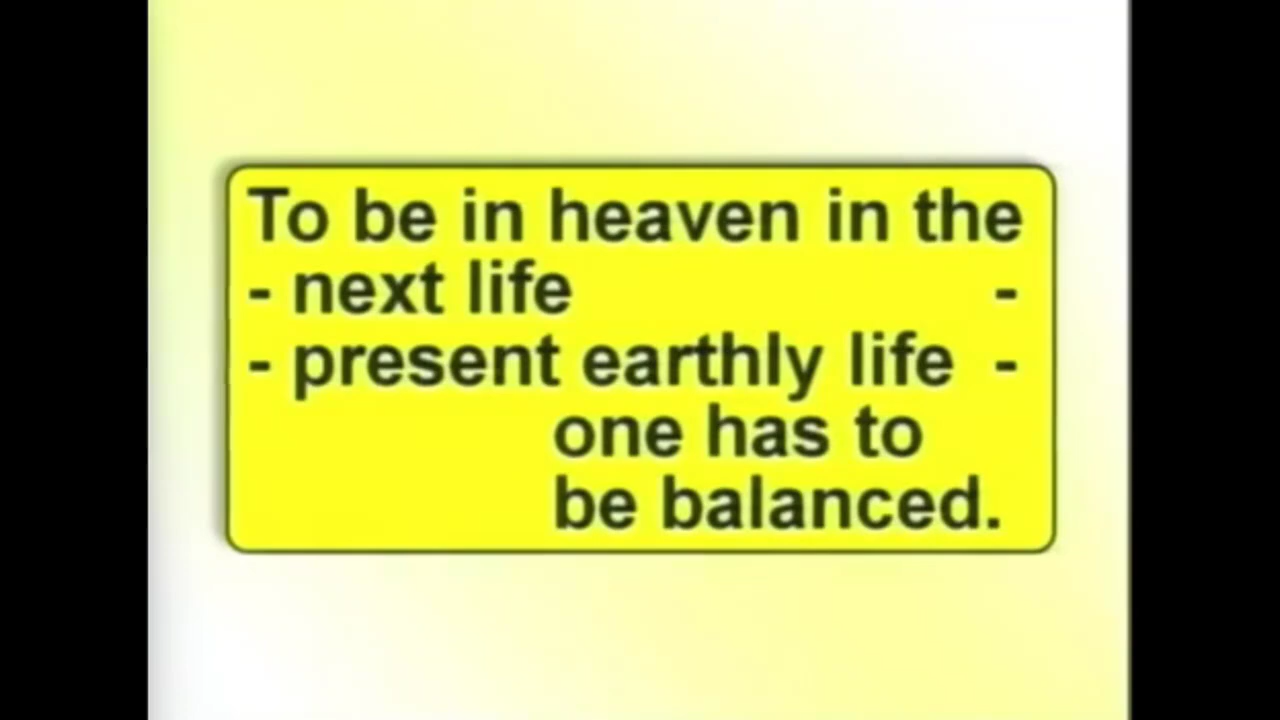 To be in heaven in the
- next life -
- present earthly life -
one has to
be balanced.